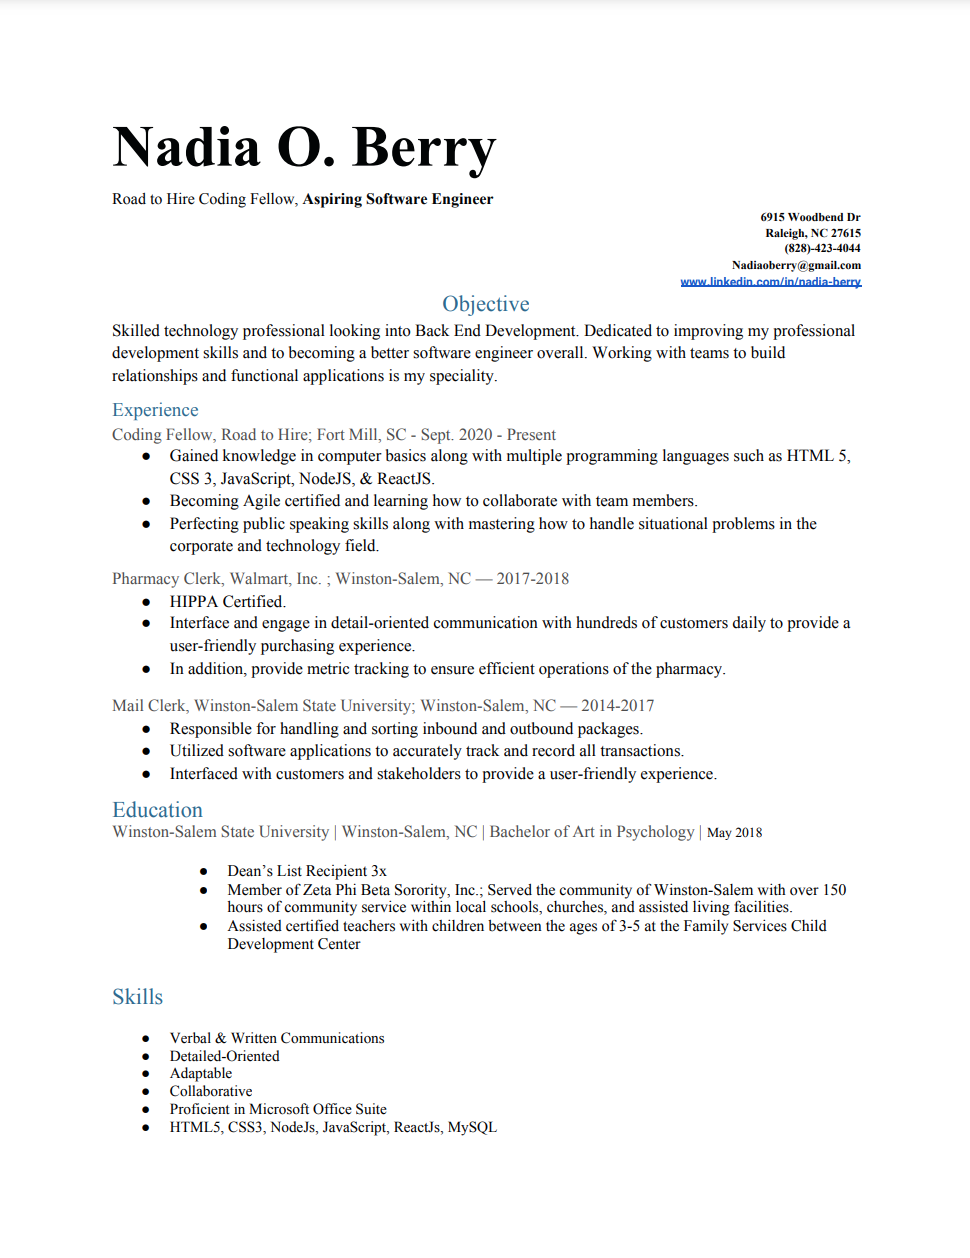 Nadia O. Berry
Road to Hire Coding Fellow, Aspiring Software Engineer
6915 Woodbend Dr
Raleigh, NC 27615
(828)-423-4044
Nadiaoberry@gmail.com
www.linkedin.com/in/nadia-berry
Objective
Skilled technology professional looking into Back End Development. Dedicated to improving my professional
development skills and to becoming a better software engineer overall. Working with teams to build
relationships and functional applications is my speciality.
Experience
Coding Fellow, Road to Hire; Fort Mill, SC - Sept. 2020 - Present
● Gained knowledge in computer basics along with multiple programming languages such as HTML 5,
CSS 3, JavaScript, NodeJS, & ReactJS.
● Becoming Agile certified and learning how to collaborate with team members.
● Perfecting public speaking skills along with mastering how to handle situational problems in the
corporate and technology field.
Pharmacy Clerk, Walmart, Inc. ; Winston-Salem, NC — 2017-2018
● HIPPA Certified.
● Interface and engage in detail-oriented communication with hundreds of customers daily to provide a
user-friendly purchasing experience.
● In addition, provide metric tracking to ensure efficient operations of the pharmacy.
Mail Clerk, Winston-Salem State University; Winston-Salem, NC — 2014-2017
● Responsible for handling and sorting inbound and outbound packages.
● Utilized software applications to accurately track and record all transactions.
● Interfaced with customers and stakeholders to provide a user-friendly experience.
Education
Winston-Salem State University | Winston-Salem, NC | Bachelor of Art in Psychology | May 2018
● Dean’s List Recipient 3x
● Member of Zeta Phi Beta Sorority, Inc.; Served the community of Winston-Salem with over 150
hours of community service within local schools, churches, and assisted living facilities.
● Assisted certified teachers with children between the ages of 3-5 at the Family Services Child
Development Center
Skills
● Verbal & Written Communications
● Detailed-Oriented
● Adaptable
● Collaborative
● Proficient in Microsoft Office Suite
● HTML5, CSS3, NodeJs, JavaScript, ReactJs, MySQL